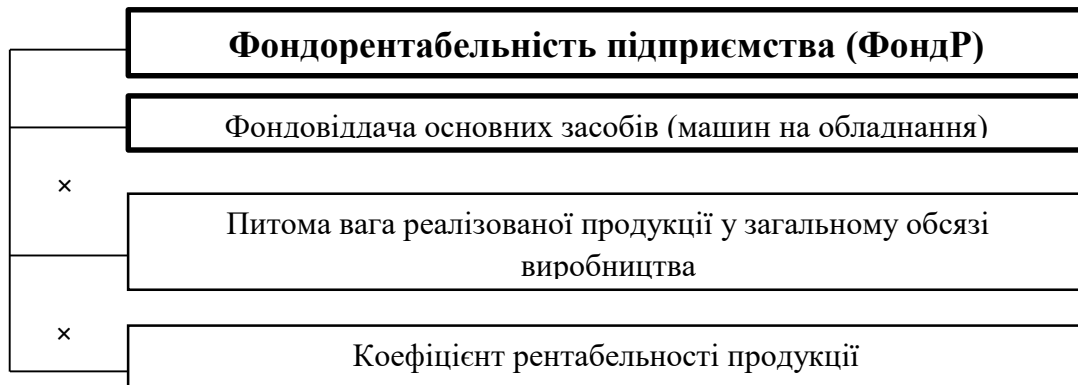 Фондорентабельність підприємства (ФондР)
Фондовіддача основних засобів (машин на обладнання)
×
Питома вага реалізованої продукції у загальному обсязі
виробництва
×
Коефіцієнт рентабельності продукції